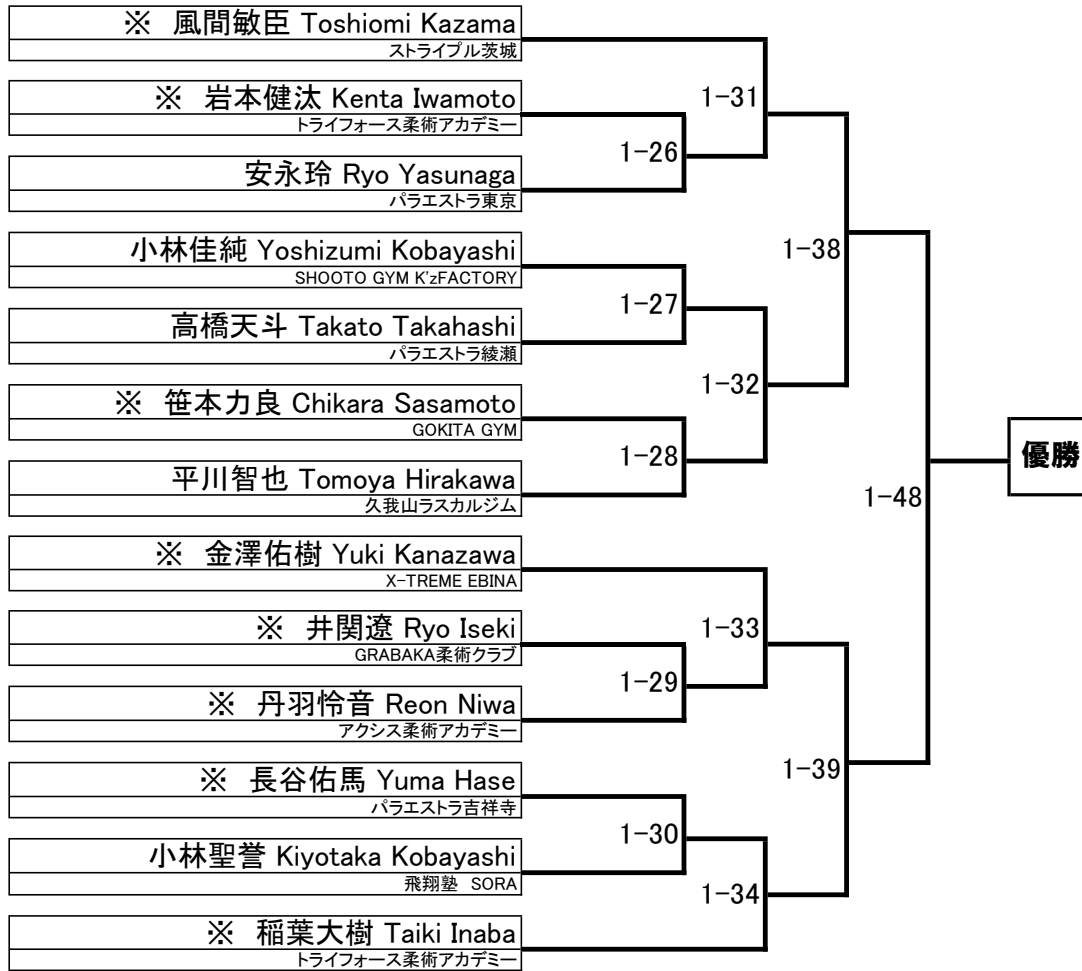 ※ 風間敏臣 Toshiomi Kazama
ストライプル茨城
※ 岩本健汰 Kenta Iwamoto
トライフォース柔術アカデミー
安永玲 Ryo Yasunaga
パラエストラ東京
小林佳純 Yoshizumi Kobayashi
SHOOTO GYM K'zFACTORY
高橋天斗 Takato Takahashi
パラエストラ綾瀬
※ 笹本力良 Chikara Sasamoto
GOKITA GYM
平川智也 Tomoya Hirakawa
久我山ラスカルジム
※ 金澤佑樹 Yuki Kanazawa
X-TREME EBINA
※ 井関遼 Ryo Iseki
GRABAKA柔術クラブ
※ 丹羽怜音 Reon Niwa
アクシス柔術アカデミー
※ 長谷佑馬 Yuma Hase
パラエストラ吉祥寺
小林聖誉 Kiyotaka Kobayashi
飛翔塾 SORA
※ 稲葉大樹 Taiki Inaba
トライフォース柔術アカデミー
1-26
1-27
1-28
1-29
1-30
1-31
1-32
1-33
1-34
1-38
1-39
1-48
優勝